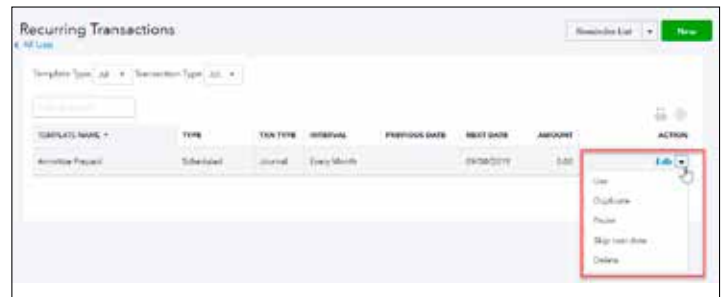 Recurring Transactions
All Lists
Reminder List
New
Template Type All Transaction Type All
TEMPLATE NAME TYPE TXN TYPE INTERVAL PREVIOUS DATE NEXT DATE AMOUNT ACTION
Amortize Prepaid Scheduled Journal Every Month 0.00 Edit
Use
Duplicate
Pause
Skip next date
Delete